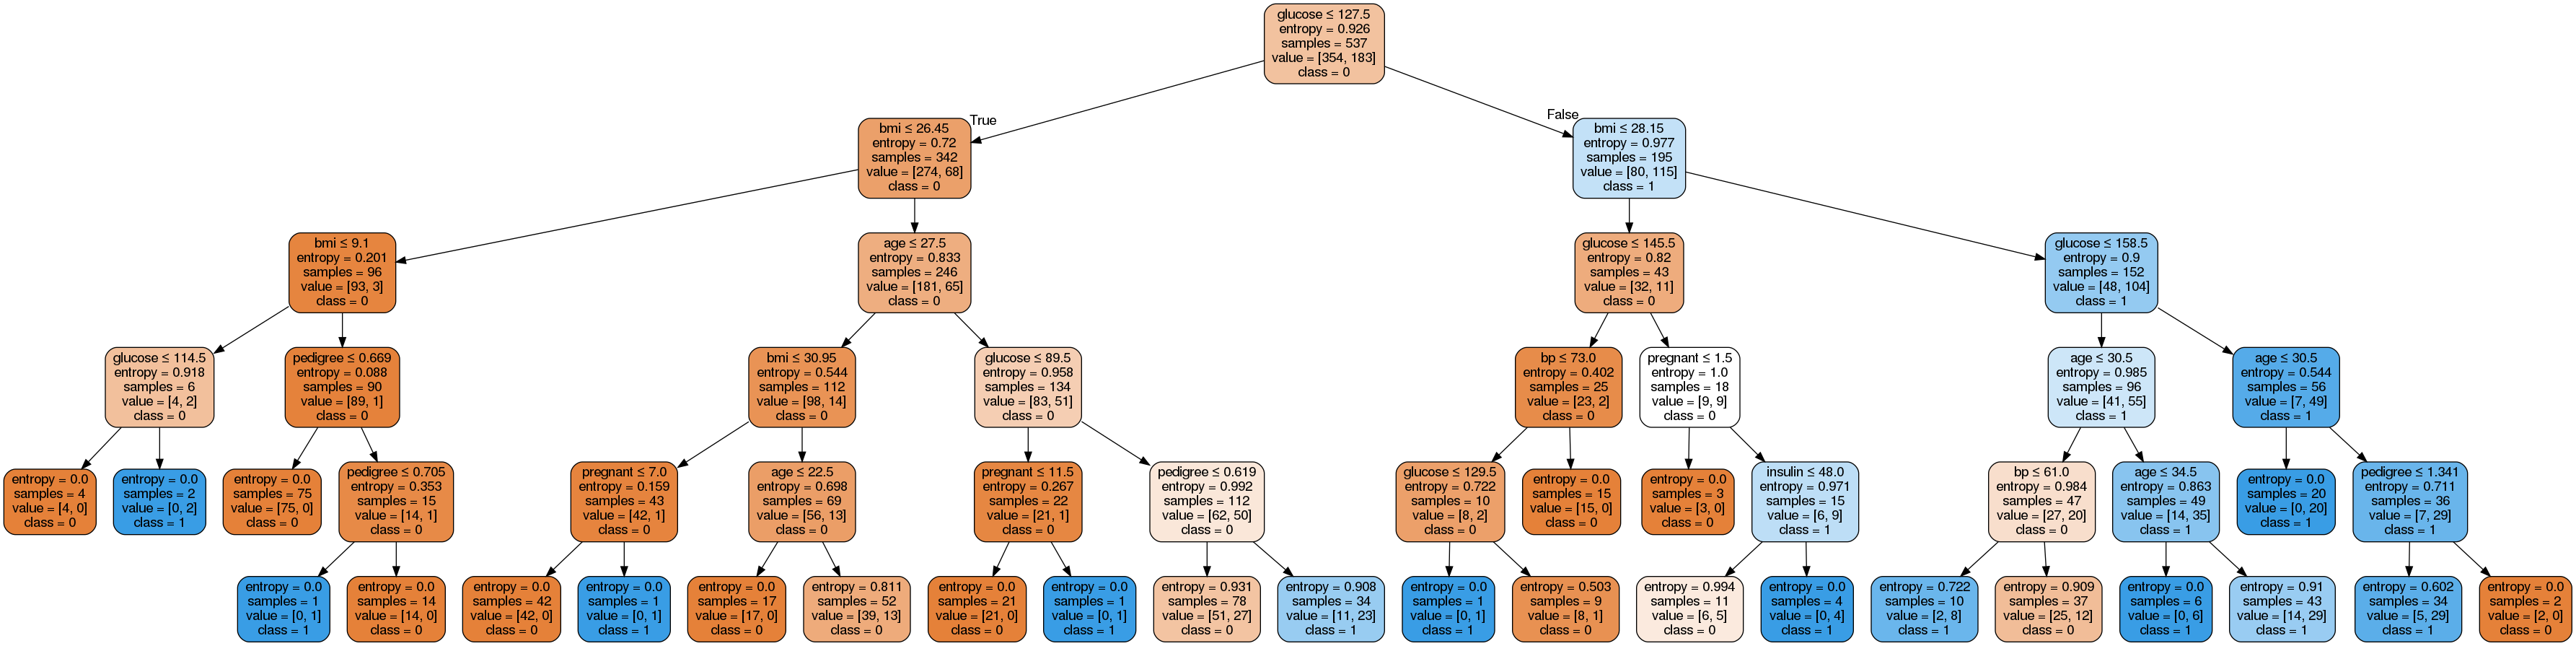 glucose ≤ 127.5
entropy = 0.926
samples = 537
value = [354, 183]
class = 0
True
False
bmi ≤ 26.45
entropy = 0.72
samples = 342
value = [274, 68]
class = 0
bmi ≤ 28.15
entropy = 0.977
samples = 195
value = [80, 115]
class = 1
bmi ≤ 9.1
entropy = 0.201
samples = 96
value = [93, 3]
class = 0
age ≤ 27.5
entropy = 0.833
samples = 246
value = [181, 65]
class = 0
glucose ≤ 145.5
entropy = 0.82
samples = 43
value = [32, 11]
class = 0
glucose ≤ 158.5
entropy = 0.9
samples = 152
value = [48, 104]
class = 1
glucose ≤ 114.5
entropy = 0.918
samples = 6
value = [4, 2]
class = 0
pedigree ≤ 0.669
entropy = 0.088
samples = 90
value = [89, 1]
class = 0
bmi ≤ 30.95
entropy = 0.544
samples = 112
value = [98, 14]
class = 0
glucose ≤ 89.5
entropy = 0.958
samples = 134
value = [83, 51]
class = 0
bp ≤ 73.0
entropy = 0.402
samples = 25
value = [23, 2]
class = 0
pregnant ≤ 1.5
entropy = 1.0
samples = 18
value = [9, 9]
class = 0
age ≤ 30.5
entropy = 0.985
samples = 96
value = [41, 55]
class = 1
age ≤ 30.5
entropy = 0.544
samples = 56
value = [7, 49]
class = 1
entropy = 0.0
samples = 4
value = [4, 0]
class = 0
entropy = 0.0
samples = 2
value = [0, 2]
class = 1
entropy = 0.0
samples = 75
value = [75, 0]
class = 0
pedigree ≤ 0.705
entropy = 0.353
samples = 15
value = [14, 1]
class = 0
pregnant ≤ 7.0
entropy = 0.159
samples = 43
value = [42, 1]
class = 0
age ≤ 22.5
entropy = 0.698
samples = 69
value = [56, 13]
class = 0
pregnant ≤ 11.5
entropy = 0.267
samples = 22
value = [21, 1]
class = 0
pedigree ≤ 0.619
entropy = 0.992
samples = 112
value = [62, 50]
class = 0
glucose ≤ 129.5
entropy = 0.722
samples = 10
value = [8, 2]
class = 0
entropy = 0.0
samples = 15
value = [15, 0]
class = 0
entropy = 0.0
samples = 3
value = [3, 0]
class = 0
insulin ≤ 48.0
entropy = 0.971
samples = 15
value = [6, 9]
class = 1
bp ≤ 61.0
entropy = 0.984
samples = 47
value = [27, 20]
class = 0
age ≤ 34.5
entropy = 0.863
samples = 49
value = [14, 35]
class = 1
entropy = 0.0
samples = 20
value = [0, 20]
class = 1
pedigree ≤ 1.341
entropy = 0.711
samples = 36
value = [7, 29]
class = 1
entropy = 0.0
samples = 1
value = [0, 1]
class = 1
entropy = 0.0
samples = 14
value = [14, 0]
class = 0
entropy = 0.0
samples = 42
value = [42, 0]
class = 0
entropy = 0.0
samples = 1
value = [0, 1]
class = 1
entropy = 0.0
samples = 17
value = [17, 0]
class = 0
entropy = 0.811
samples = 52
value = [39, 13]
class = 0
entropy = 0.0
samples = 21
value = [21, 0]
class = 0
entropy = 0.0
samples = 1
value = [0, 1]
class = 1
entropy = 0.931
samples = 78
value = [51, 27]
class = 0
entropy = 0.908
samples = 34
value = [11, 23]
class = 1
entropy = 0.0
samples = 1
value = [0, 1]
class = 1
entropy = 0.503
samples = 9
value = [8, 1]
class = 0
entropy = 0.994
samples = 11
value = [6, 5]
class = 0
entropy = 0.0
samples = 4
value = [0, 4]
class = 1
entropy = 0.722
samples = 10
value = [2, 8]
class = 1
entropy = 0.909
samples = 37
value = [25, 12]
class = 0
entropy = 0.0
samples = 6
value = [0, 6]
class = 1
entropy = 0.91
samples = 43
value = [14, 29]
class = 1
entropy = 0.602
samples = 34
value = [5, 29]
class = 1
entropy = 0.0
samples = 2
value = [2, 0]
class = 0